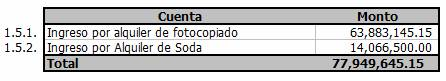 Cuenta Monto
1.5.1. Ingreso por alquiler de fotocopiado 63,883,145.15
1.5.2. Ingreso por Alquiler de Soda 14,066,500.00
Total 77,949,645.15